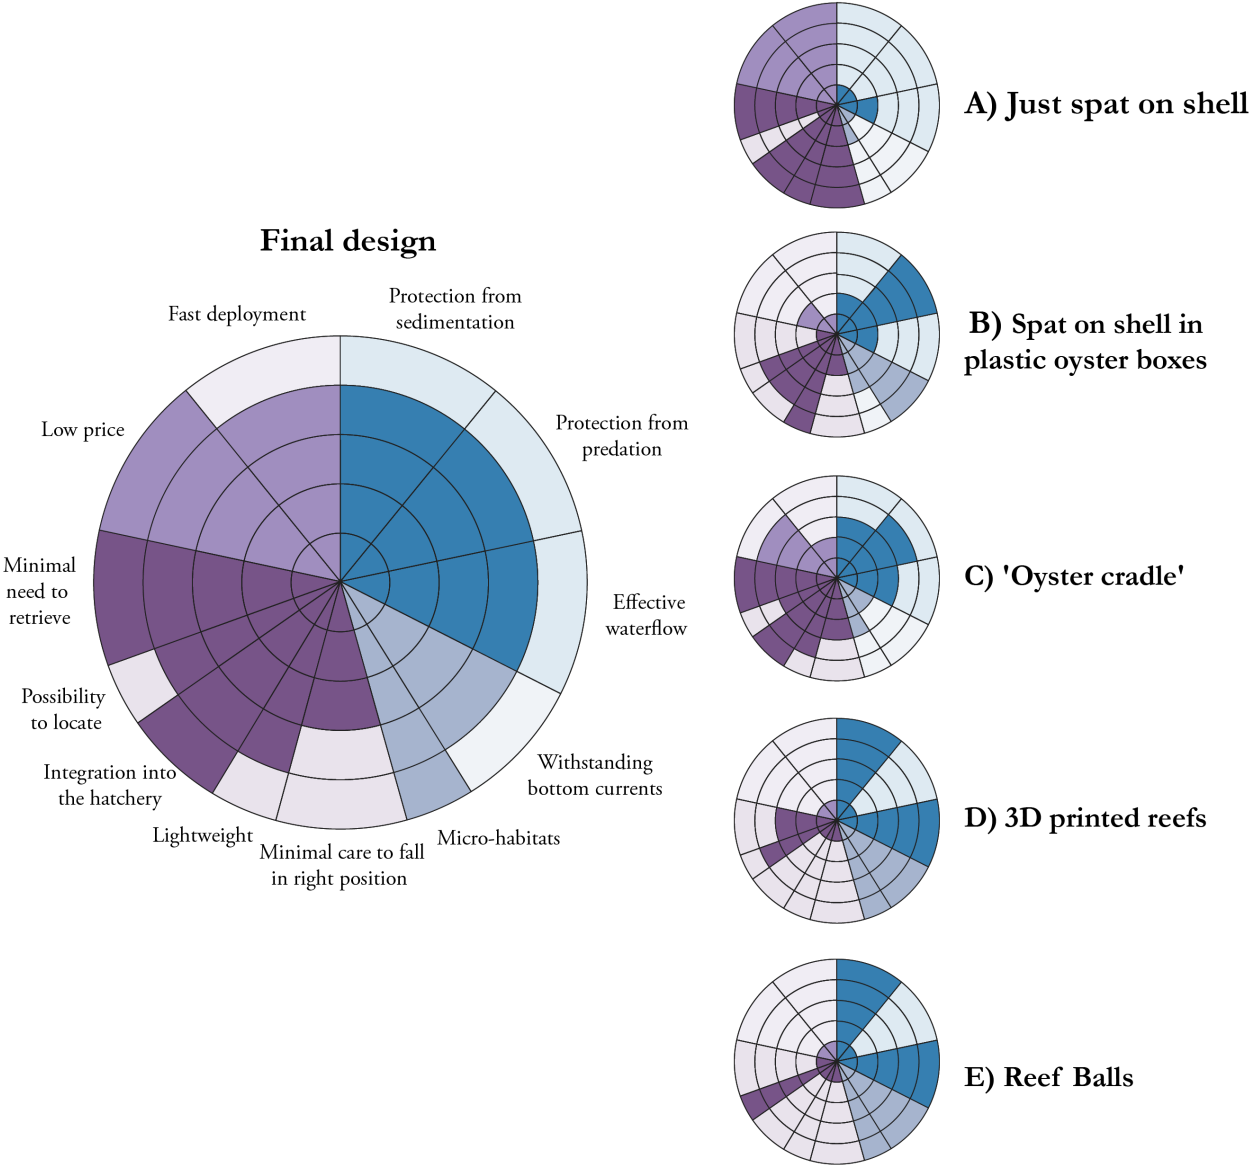 Final design
Fast deployment
Protection from
sedimentation
Low price
Protection from
predation
Minimal
need to
retrieve
Effective
waterflow
Possibility
to locate
Integration into
the hatchery
Withstanding
bottom currents
Lightweight
Minimal care to fall
in right position
Micro-habitats
A) Just spat on shell
B) Spat on shell in
plastic oyster boxes
C) 'Oyster cradle'
D) 3D printed reefs
E) Reef Balls